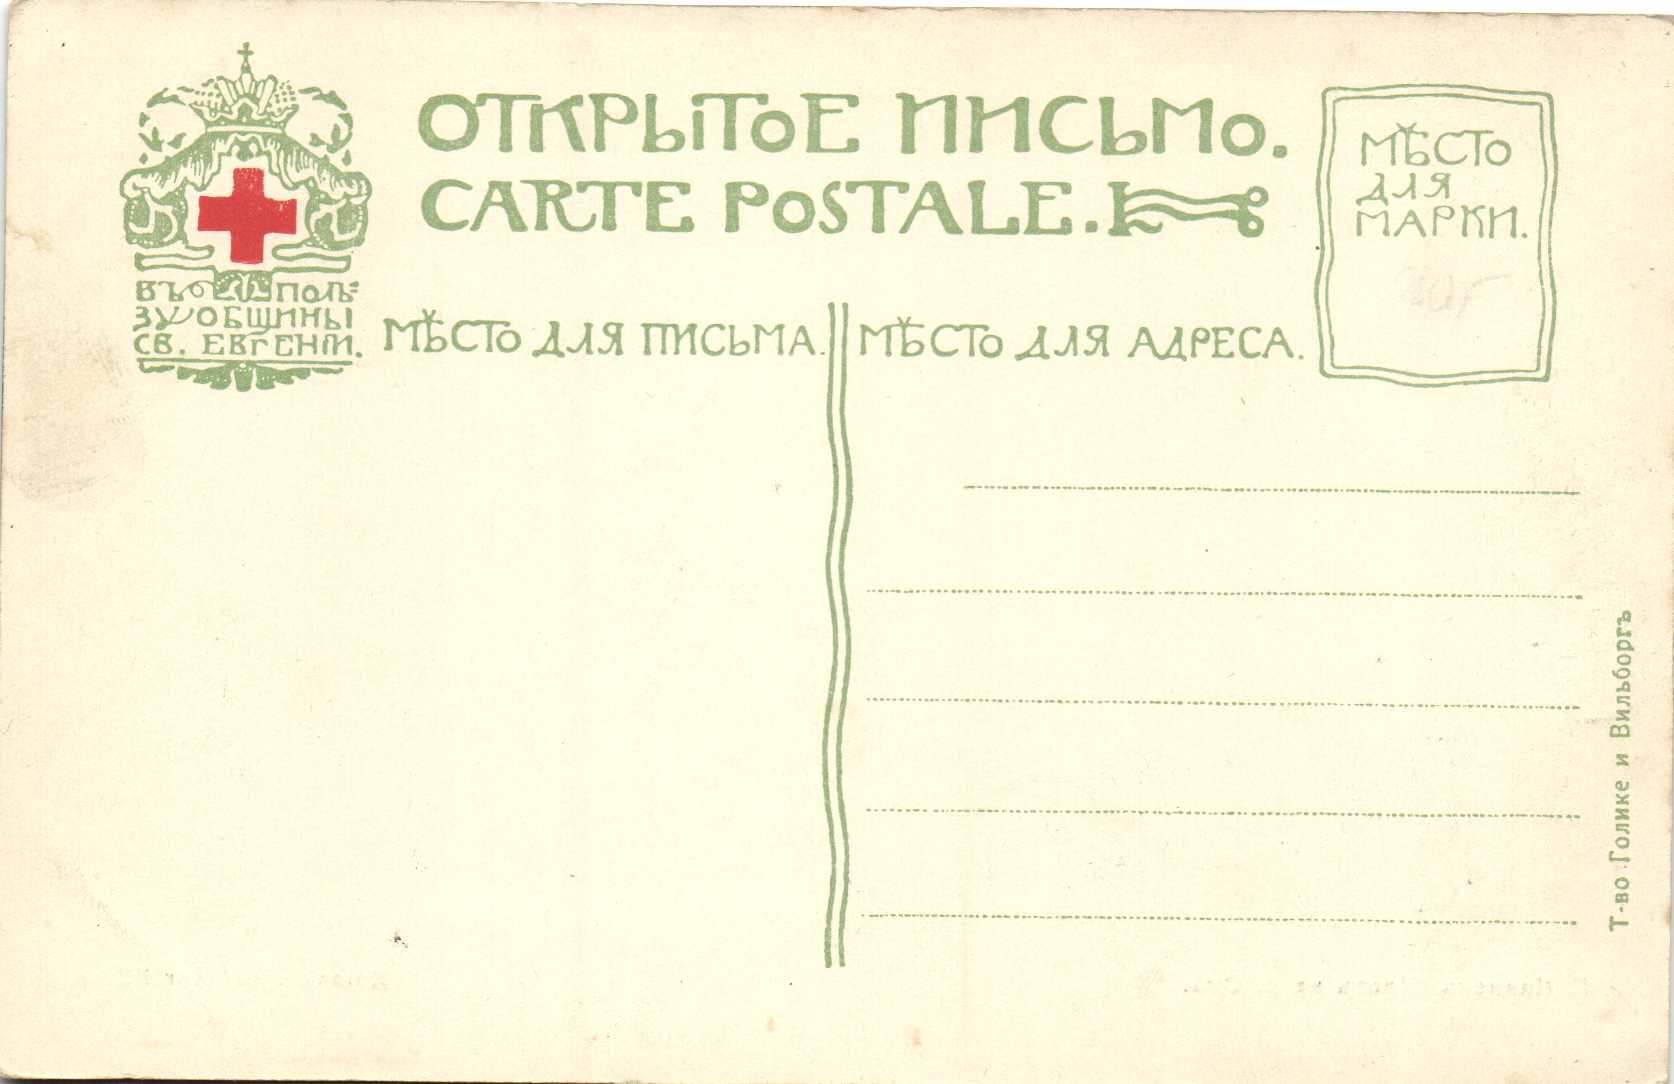 ОТКРЫТОЕ ПИСЬМО.
CARTE POSTALE.
МѢСТО
ДЛЯ
МАРКИ.
ВЪ ПОЛЬ-
ЗУ ОБЩИНЫ
СВ. ЕВГЕНІИ.
МѢСТО ДЛЯ ПИСЬМА.
МѢСТО ДЛЯ АДРЕСА.
Т-во Голике и Вильборгъ